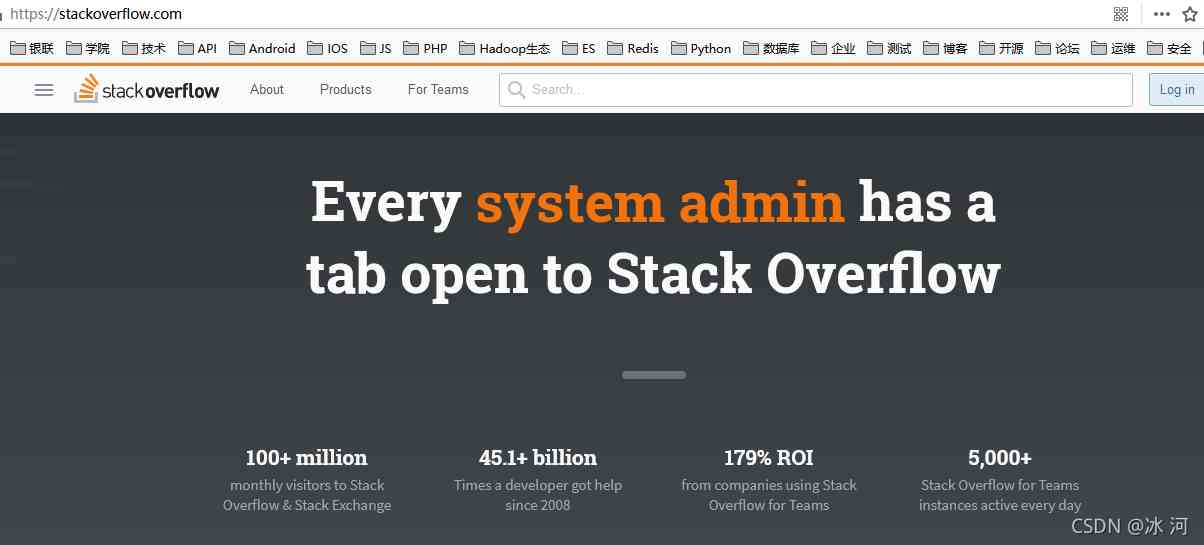 https://stackoverflow.com
银联 学院 技术 API Android IOS JS PHP Hadoop生态 ES Redis Python 数据库 企业 测试 博客 开源 论坛 运维 安全
stackoverflow About Products For Teams Search... Log in
Every system admin has a
tab open to Stack Overflow
100+ million 45.1+ billion 179% ROI 5,000+
monthly visitors to Stack Times a developer got help from companies using Stack Stack Overflow for Teams
Overflow & Stack Exchange since 2008 Overflow for Teams instances active every day
CSDN @冰 河